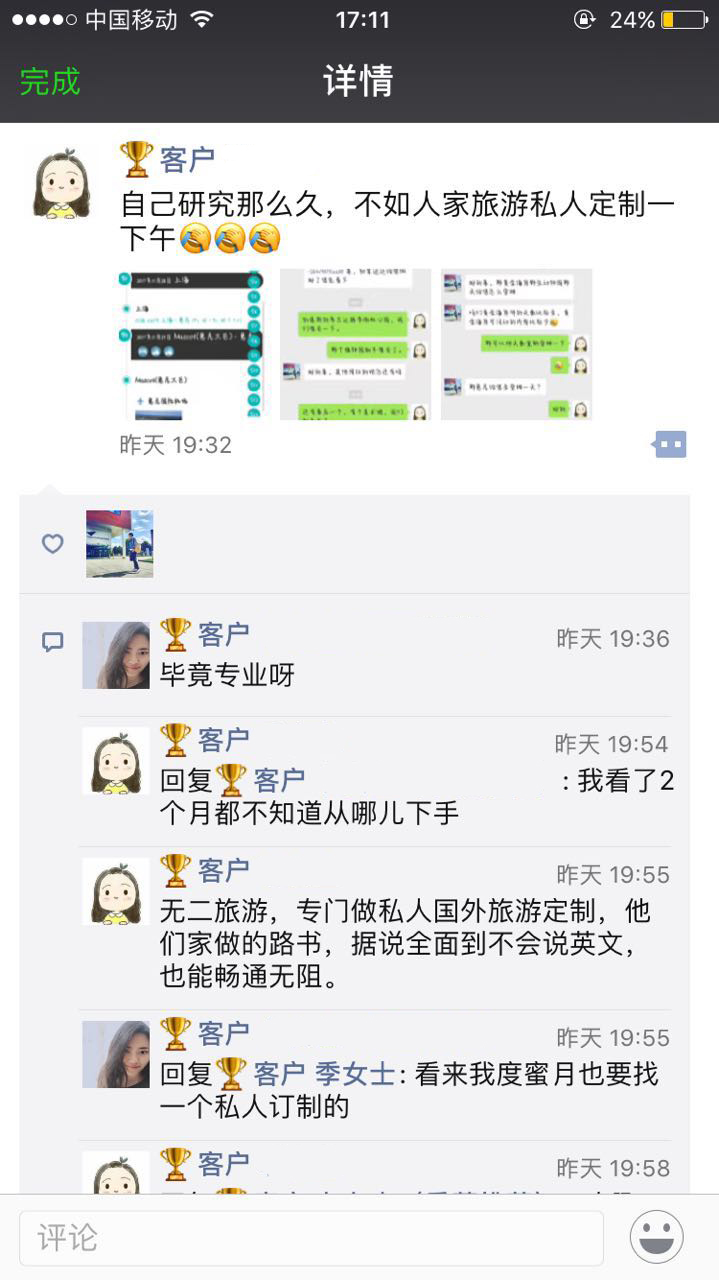 中国移动
17:11
24%
完成
详情
客户
自己研究那么久，不如人家旅游私人定制一
下午
昨天 19:32
客户
昨天 19:36
毕竟专业呀
客户
昨天 19:54
回复客户：我看了2
个月都不知道从哪儿下手
客户
昨天 19:55
无二旅游，专门做私人国外旅游定制，他
们家做的路书，据说全面到不会说英文，
也能畅通无阻。
客户
昨天 19:55
回复客户 季女士：看来我度蜜月也要找
一个私人订制的
客户
昨天 19:58
评论